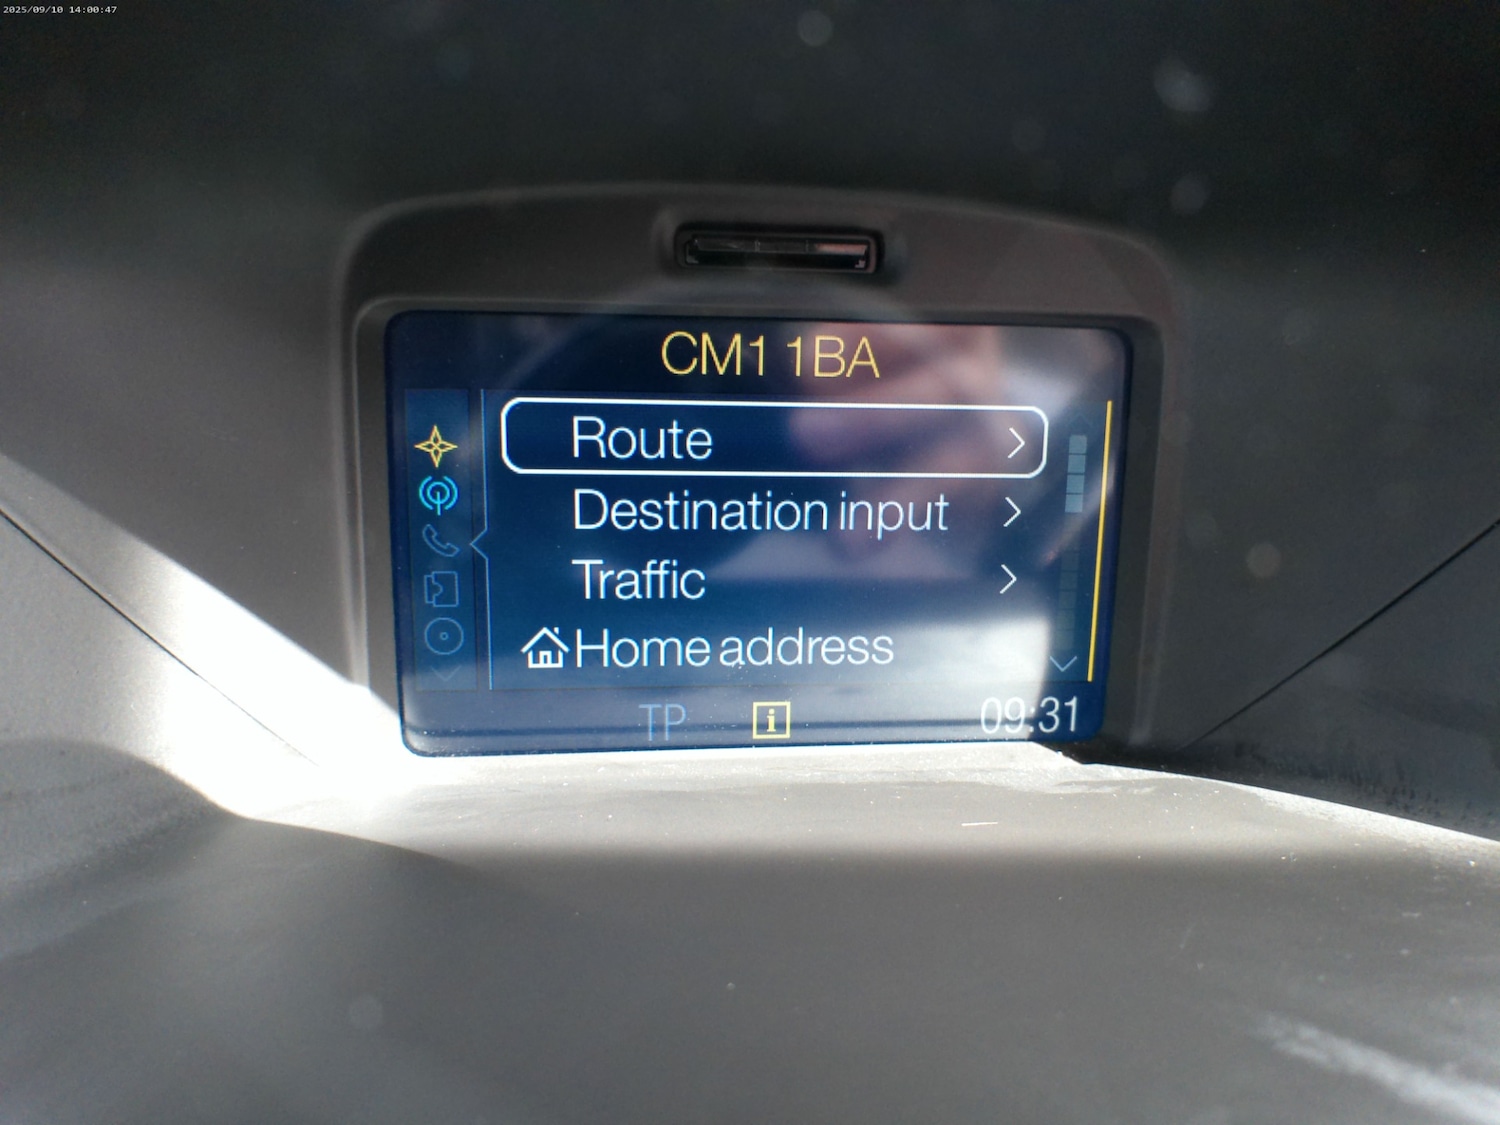 2025/09/10 14:00:47
CM1 1BA
Route
Destination input
Traffic
Home address
TP
i
09:31